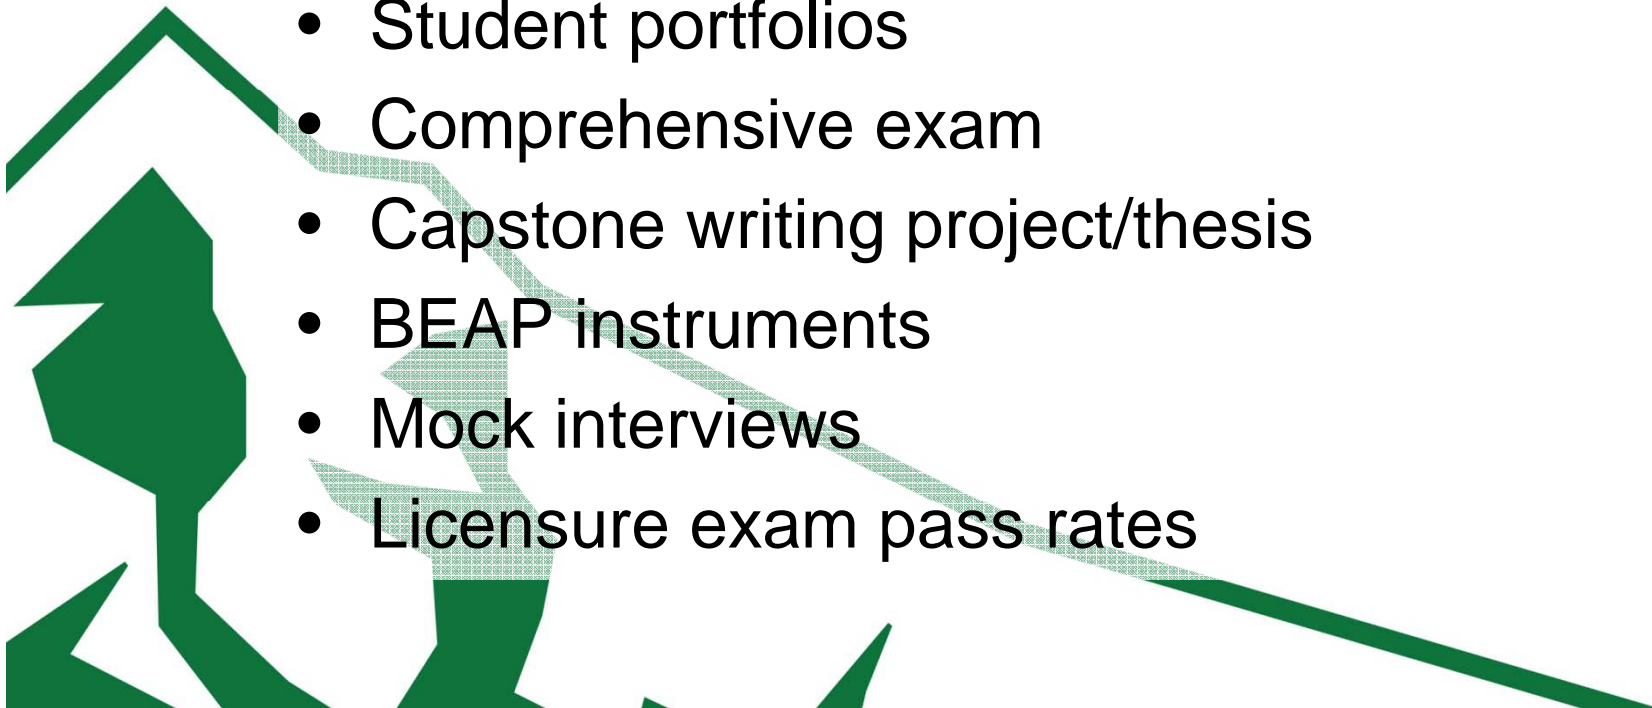 • Student portfolios
• Comprehensive exam
• Capstone writing project/thesis
• BEAP instruments
• Mock interviews
• Licensure exam pass rates